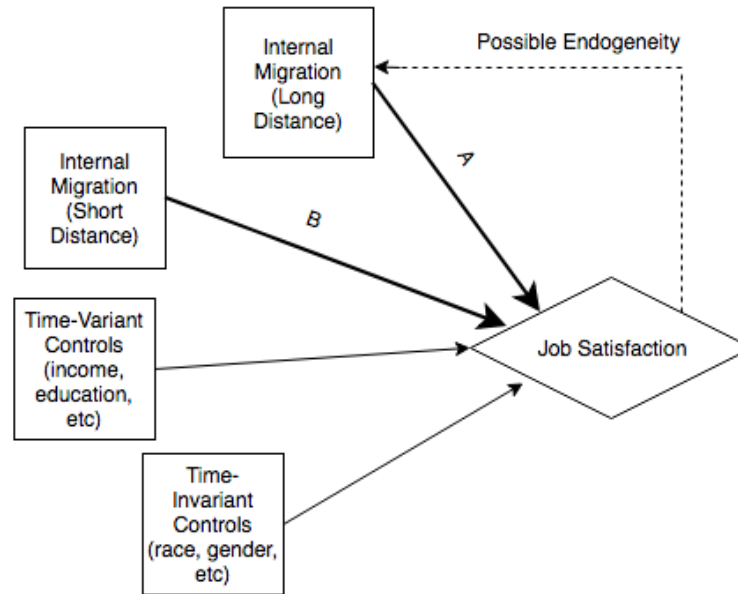 Internal
Migration
(Long
Distance)
Possible Endogeneity
A
Internal
Migration
(Short
Distance)
B
Time-Variant
Controls
(income,
education,
etc)
Job Satisfaction
Time-
Invariant
Controls
(race, gender,
etc)